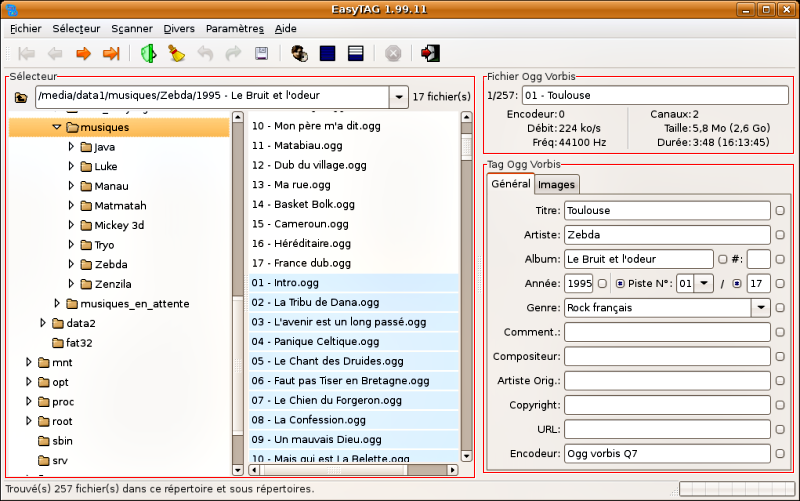 EasyTAG 1.99.11
Fichier Sélecteur Scanner Divers Paramètres Aide
Sélecteur
/media/data1/musiques/Zebda/1995 - Le Bruit et l'odeur 17 fichier(s)
musiques
Java
Luke
Manau
Matmatah
Mickey 3d
Tryo
Zebda
Zenzila
musiques_en_attente
data2
fat32
mnt
opt
proc
root
sbin
srv
10 - Mon père m'a dit.ogg
11 - Matabiau.ogg
12 - Dub du village.ogg
13 - Ma rue.ogg
14 - Basket Bolk.ogg
15 - Cameroun.ogg
16 - Héréditaire.ogg
17 - France dub.ogg
01 - Intro.ogg
02 - La Tribu de Dana.ogg
03 - L'avenir est un long passé.ogg
04 - Panique Celtique.ogg
05 - Le Chant des Druides.ogg
06 - Faut pas Tiser en Bretagne.ogg
07 - Le Chien du Forgeron.ogg
08 - La Confession.ogg
09 - Un mauvais Dieu.ogg
10 - Mais qui est La Belette.ogg
Fichier Ogg Vorbis
1/257: 01 - Toulouse
Encodeur: 0 Canaux: 2
Débit: 224 ko/s Taille: 5,8 Mo (2,6 Go)
Fréq: 44100 Hz Durée: 3:48 (16:13:45)
Tag Ogg Vorbis
Général Images
Titre: Toulouse
Artiste: Zebda
Album: Le Bruit et l'odeur #:
Année: 1995 Piste N°: 01 / 17
Genre: Rock français
Comment.:
Compositeur:
Artiste Orig.:
Copyright:
URL:
Encodeur: Ogg vorbis Q7
Trouvé(s) 257 fichier(s) dans ce répertoire et sous répertoires.